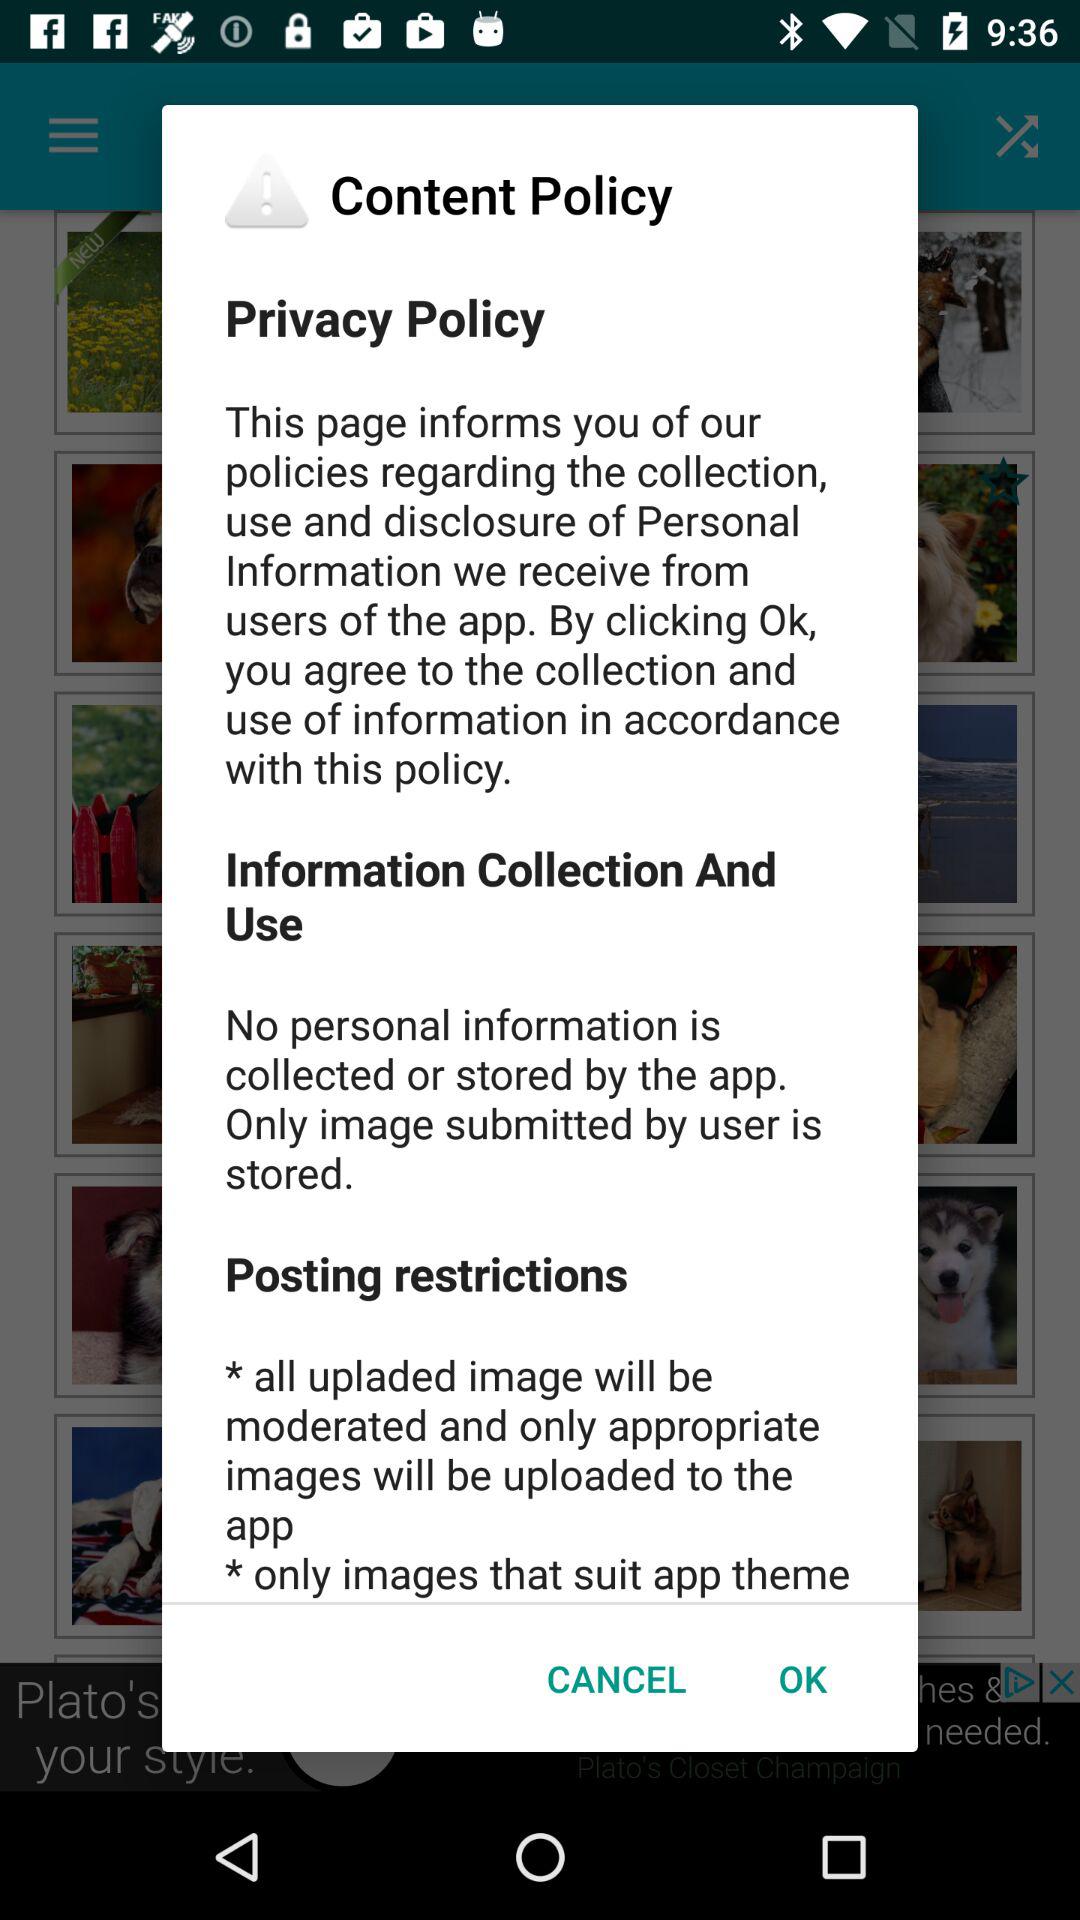 FAKE
9:36
NEW
Content Policy
Privacy Policy
This page informs you of our
policies regarding the collection,
use and disclosure of Personal
Information we receive from
users of the app. By clicking Ok,
you agree to the collection and
use of information in accordance
with this policy.
Information Collection And
Use
No personal information is
collected or stored by the app.
Only image submitted by user is
stored.
Posting restrictions
* all upladed image will be
moderated and only appropriate
images will be uploaded to the
app
* only images that suit app theme
CANCEL OK
Plato's
your style.
hes &
needed.
Plato's Closet Champaign